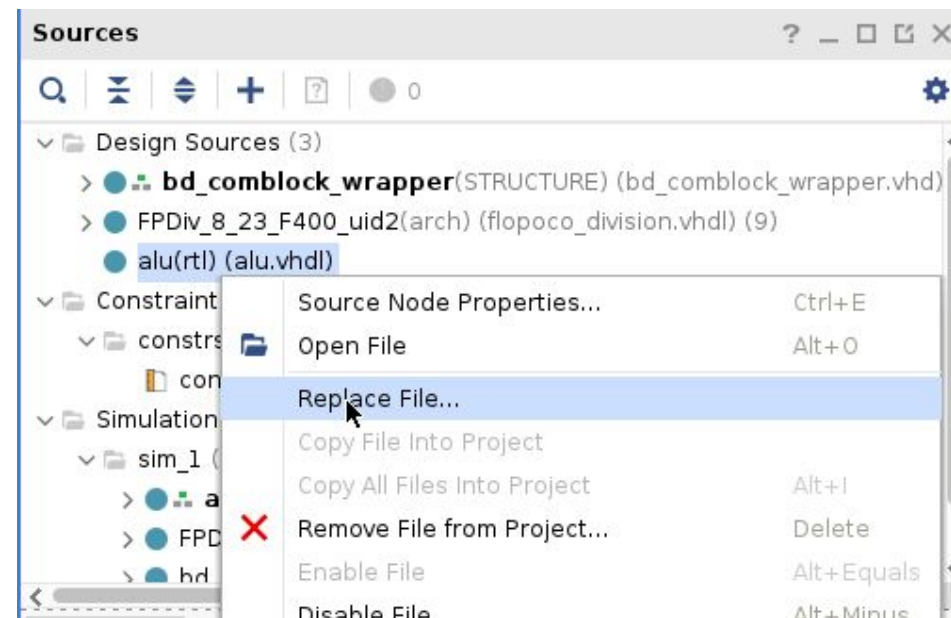 Sources
0
Design Sources (3)
bd_comblock_wrapper(STRUCTURE) (bd_comblock_wrapper.vhd)
FPDiv_8_23_F400_uid2(arch) (flopoco_division.vhdl) (9)
alu(rtl) (alu.vhdl)
Constraint
constrs
con
Simulation
sim_1 (
a
FPD
bd
Source Node Properties... Ctrl+E
Open File Alt+O
Replace File...
Copy File Into Project
Copy All Files Into Project Alt+I
Remove File from Project... Delete
Enable File Alt+Equals
Disable File Alt+Minus